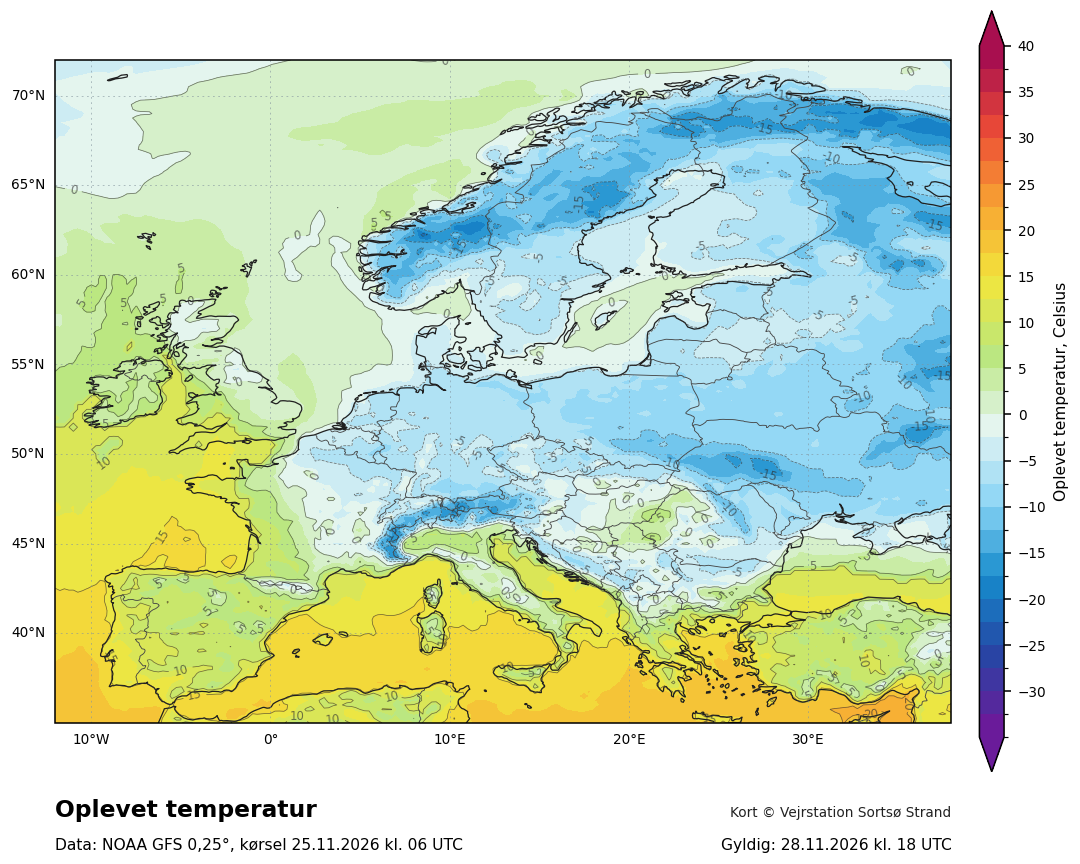 70°N
65°N
60°N
55°N
50°N
45°N
40°N
10°W
0°
10°E
20°E
30°E
40
35
30
25
20
15
10
5
0
−5
−10
−15
−20
−25
−30
Oplevet temperatur, Celsius
Oplevet temperatur
Kort © Vejrstation Sortsø Strand
Data: NOAA GFS 0,25°, kørsel 25.11.2026 kl. 06 UTC
Gyldig: 28.11.2026 kl. 18 UTC